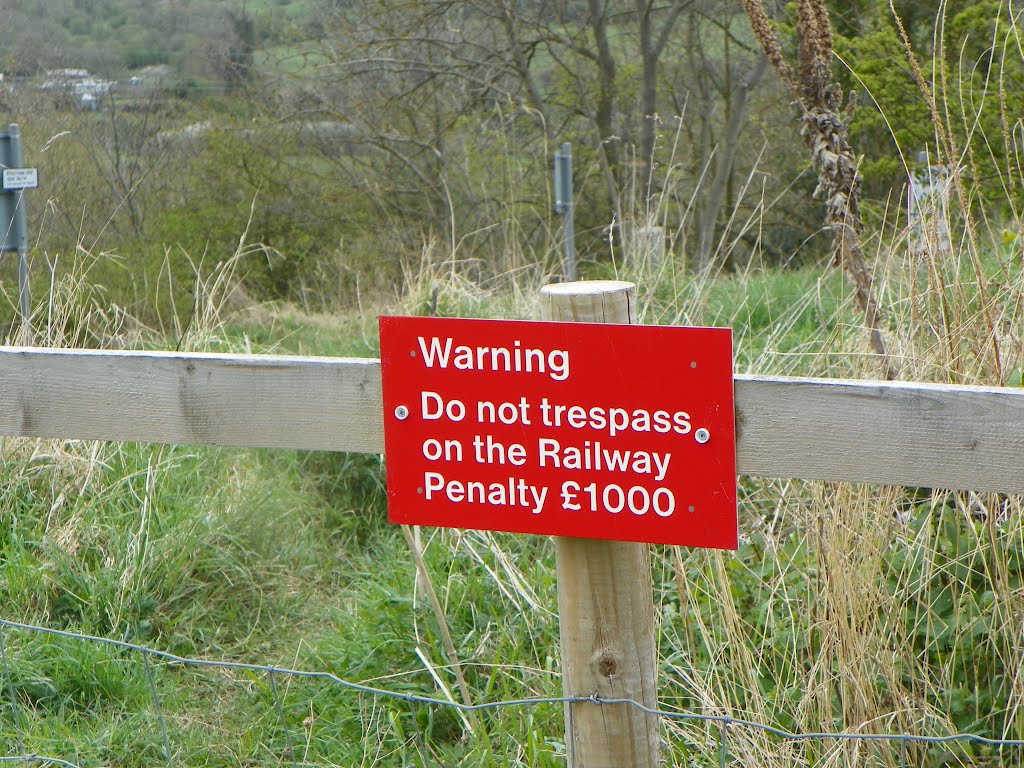 Warning
Do not trespass
on the Railway
Penalty £1000